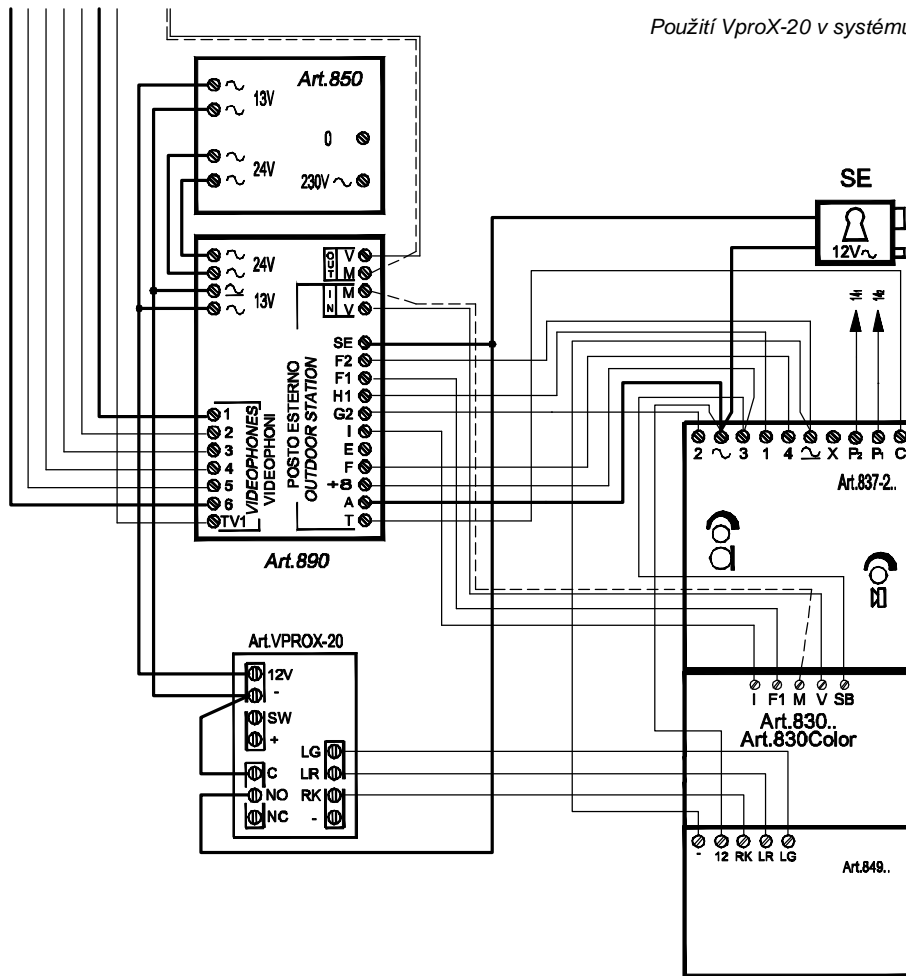 Použití VproX-20 v systému
Art.850
13V
0
24V
230V ~
SE
12V~
24V
13V
OUT
V
M
IN
M
V
SE
F2
F1
H1
G2
I
E
F
+8
A
T
POSTO ESTERNO
OUTDOOR STATION
VIDEOPHONES
VIDEOPHONI
1
2
3
4
5
6
TV1
Art.890
2 ~ 3 1 4 X P2 P1 C
Art.837-2..
I F1 M V SB
Art.830..
Art.830Color
- 12 RK LR LG
Art.849..
Art.VPROX-20
12V
-
SW
+
C
NO
NC
LG
LR
RK
-